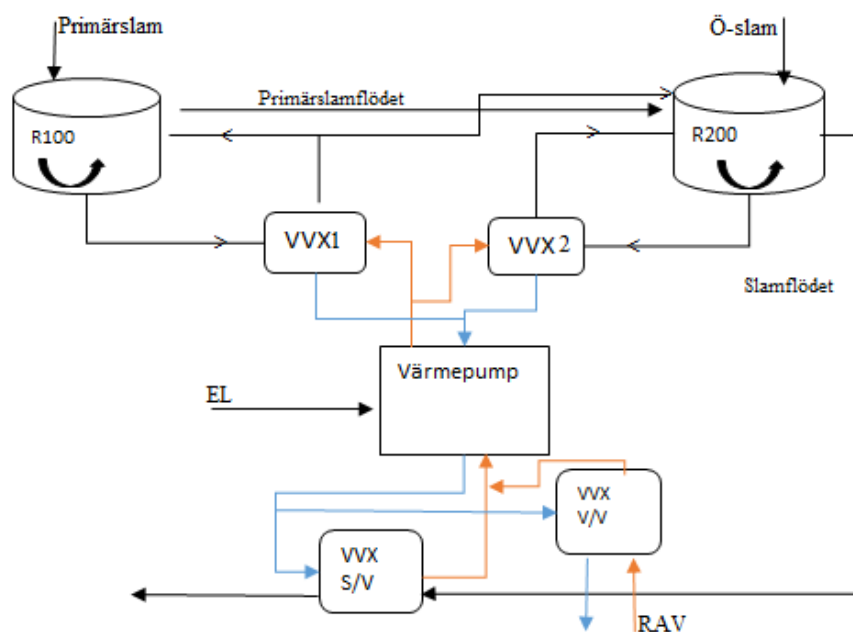 Primärslam
Ö-slam
Primärslamflödet
R100
R200
VVX1
VVX 2
Slamflödet
Värmepump
EL
VVX
V/V
VVX
S/V
RAV